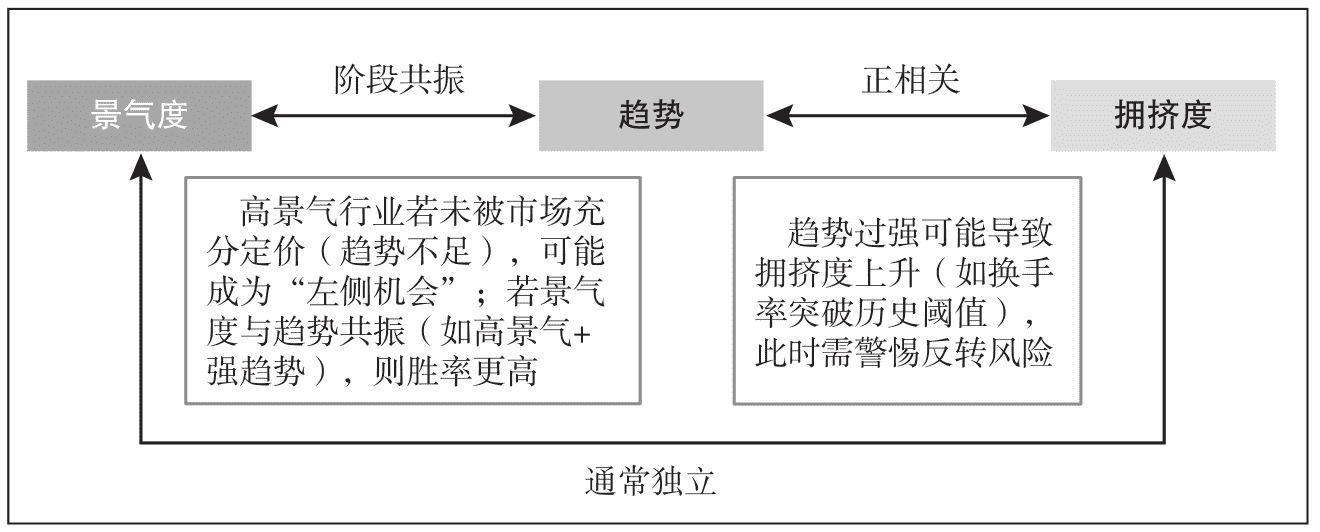 阶段共振
正相关
景气度
趋势
拥挤度
高景气行业若未被市场充
分定价（趋势不足），可能
成为“左侧机会”；若景气
度与趋势共振（如高景气+
强趋势），则胜率更高
趋势过强可能导致
拥挤度上升（如换手
率突破历史阈值），
此时需警惕反转风险
通常独立